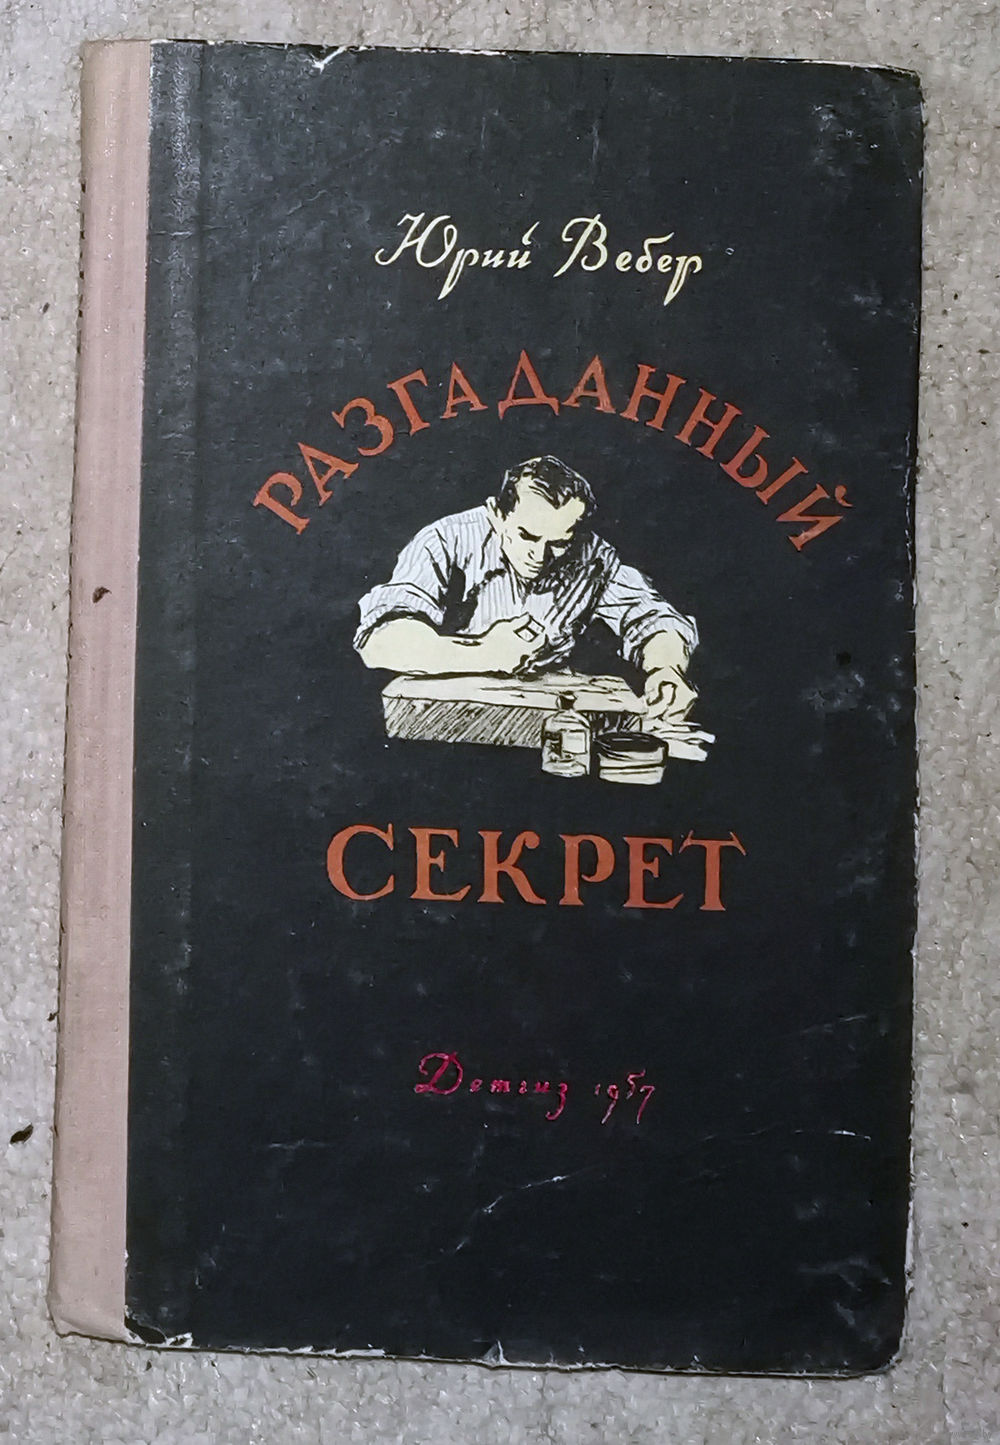 Юрий Вебер
РАЗГАДАННЫЙ
СЕКРЕТ
Детгиз 1957